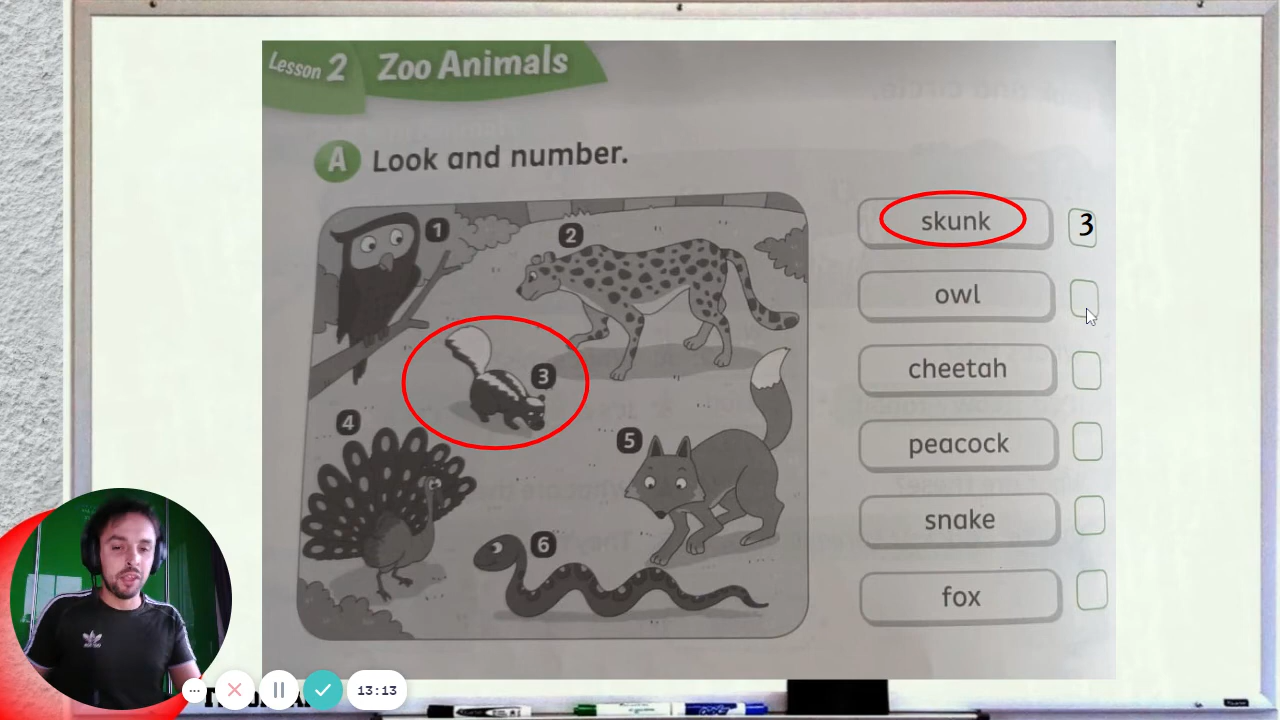 Lesson 2 Zoo Animals
A Look and number.
1
2
3
4
5
6
skunk 3
owl
cheetah
peacock
snake
fox
13:13